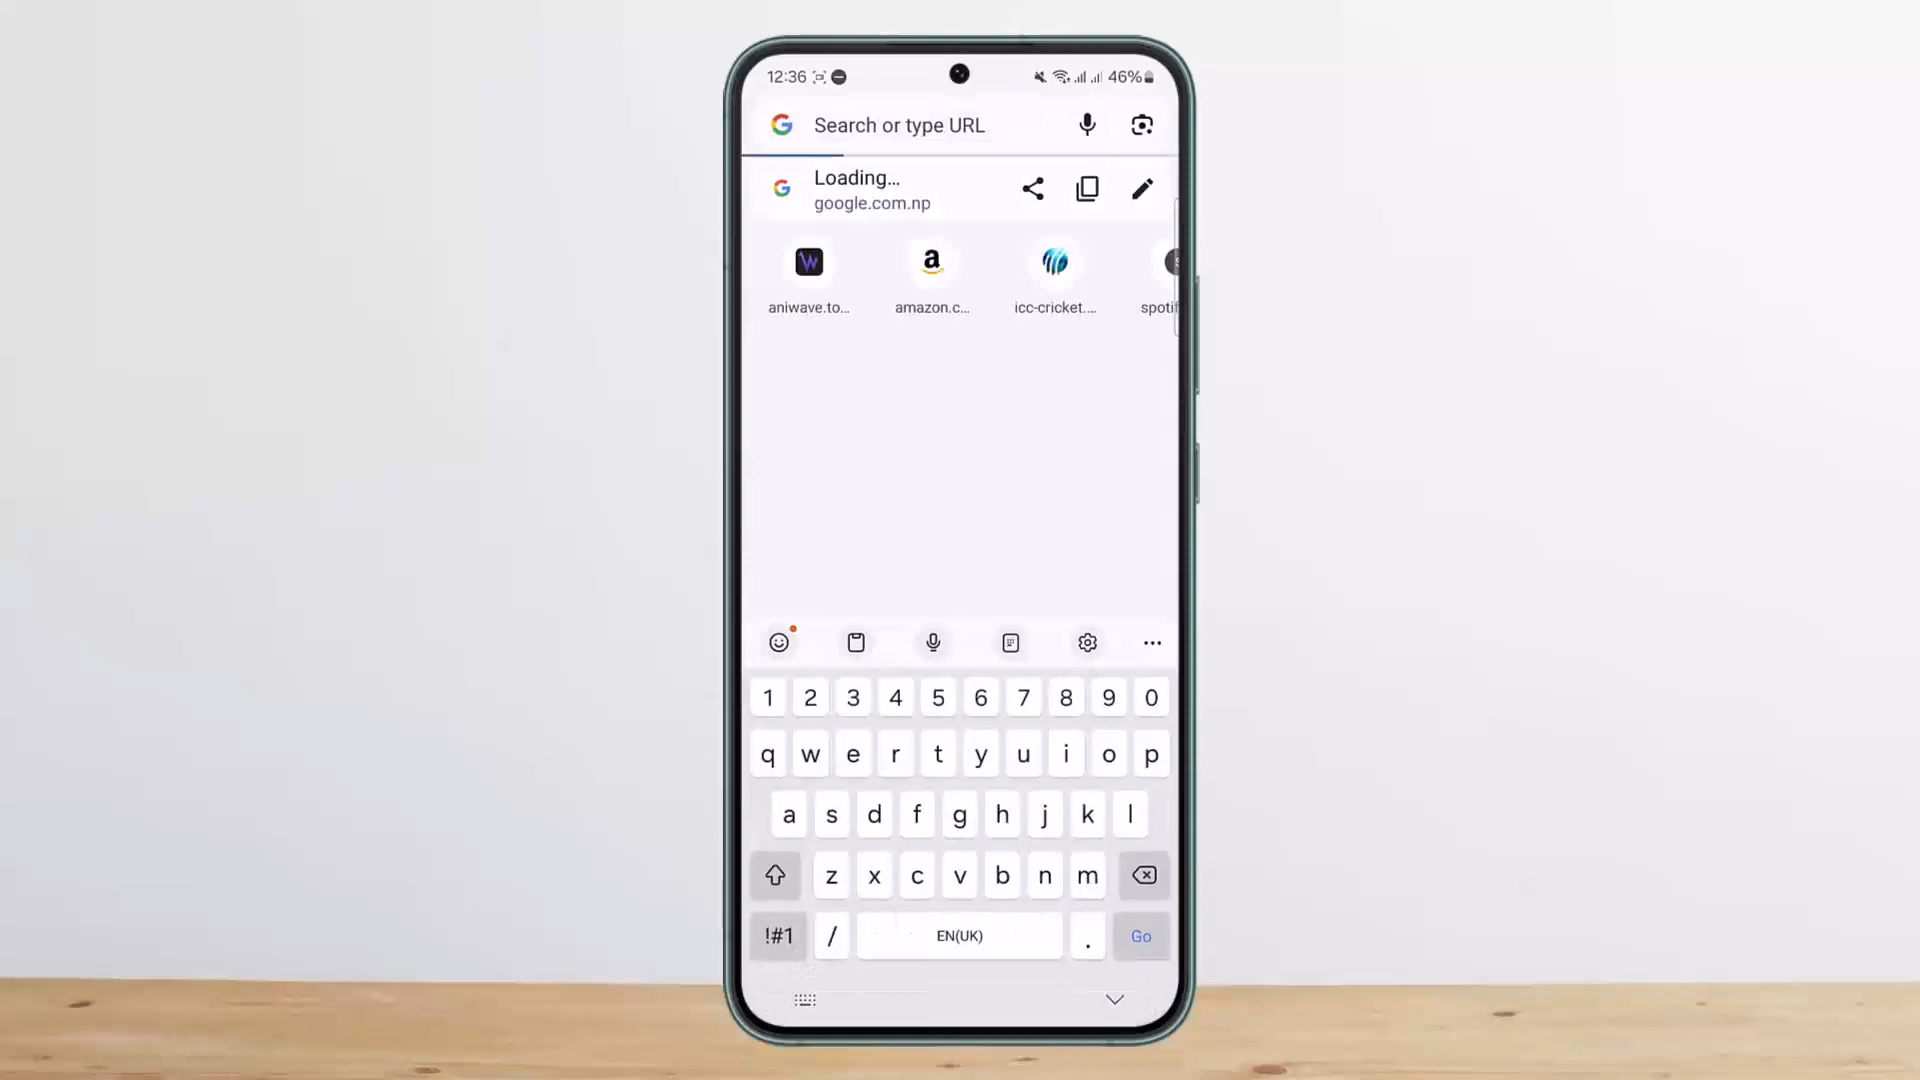 12:36 46%
Search or type URL
Loading...
google.com.np
aniwave.to... amazon.c... icc-cricket.... spotif
1 2 3 4 5 6 7 8 9 0
q w e r t y u i o p
a s d f g h j k l
z x c v b n m
!#1 / EN(UK) . Go